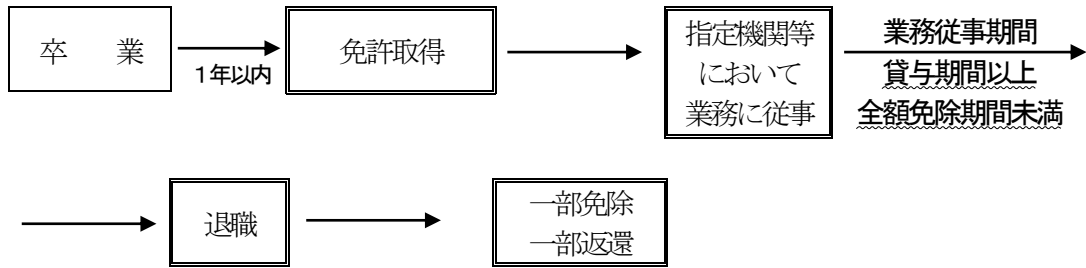 卒　業
1年以内
免許取得
指定機関等
において
業務に従事
業務従事期間
貸与期間以上
全額免除期間未満
退職
一部免除
一部返還